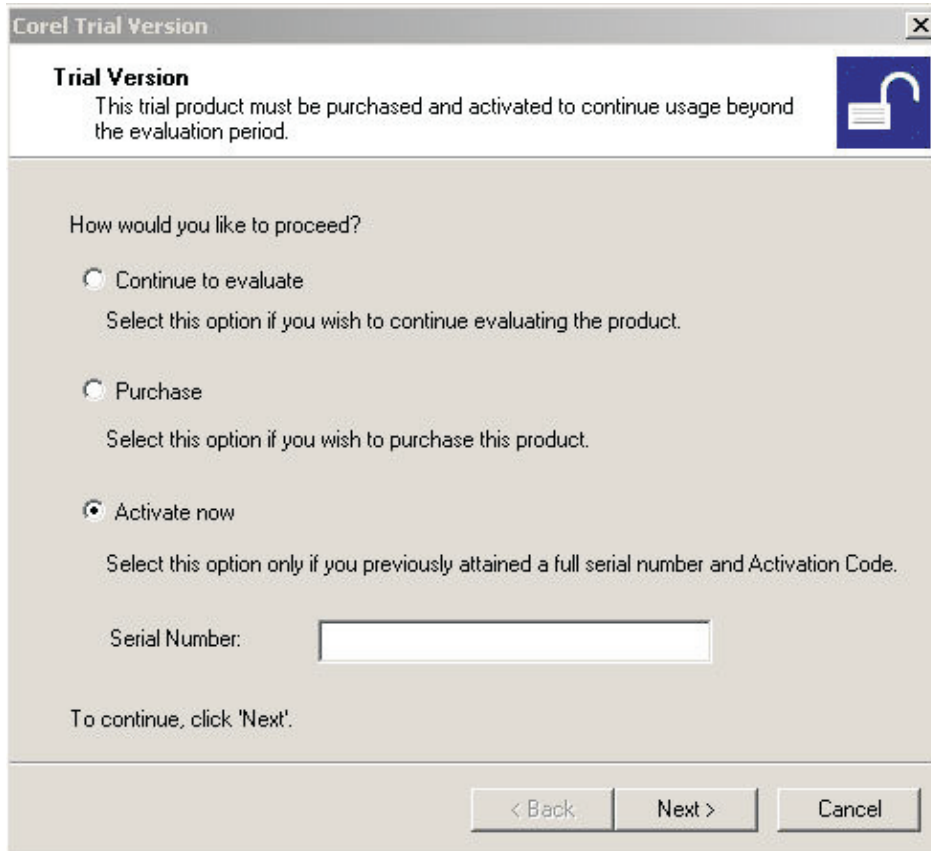 Corel Trial Version
Trial Version
This trial product must be purchased and activated to continue usage beyond
the evaluation period.
How would you like to proceed?
Continue to evaluate
Select this option if you wish to continue evaluating the product.
Purchase
Select this option if you wish to purchase this product.
Activate now
Select this option only if you previously attained a full serial number and Activation Code.
Serial Number:
To continue, click 'Next'.
< Back Next > Cancel